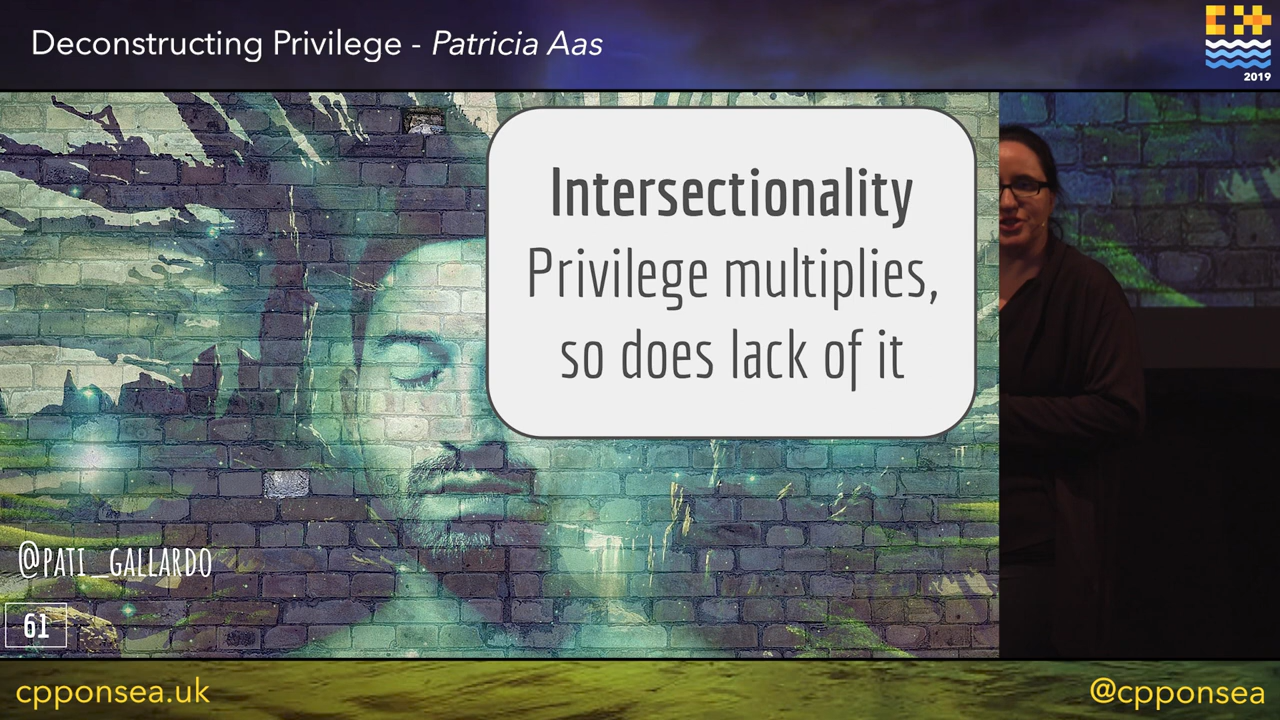 Deconstructing Privilege - Patricia Aas
2019
Intersectionality
Privilege multiplies,
so does lack of it
@PATI_GALLARDO
61
cpponsea.uk
@cpponsea